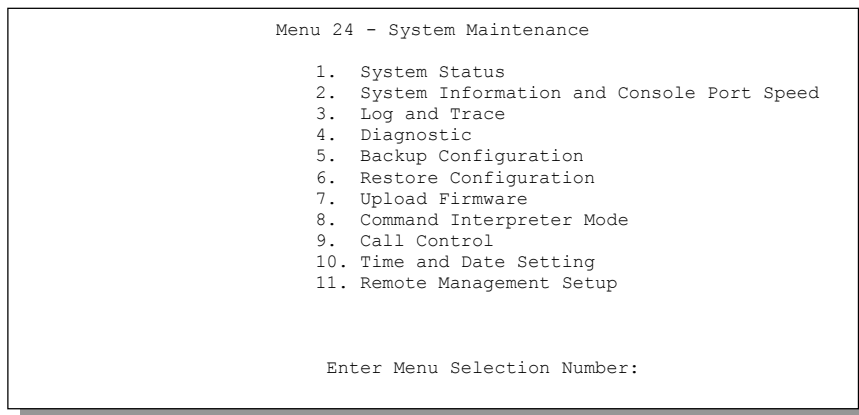 Menu 24 - System Maintenance
1. System Status
2. System Information and Console Port Speed
3. Log and Trace
4. Diagnostic
5. Backup Configuration
6. Restore Configuration
7. Upload Firmware
8. Command Interpreter Mode
9. Call Control
10. Time and Date Setting
11. Remote Management Setup
Enter Menu Selection Number: